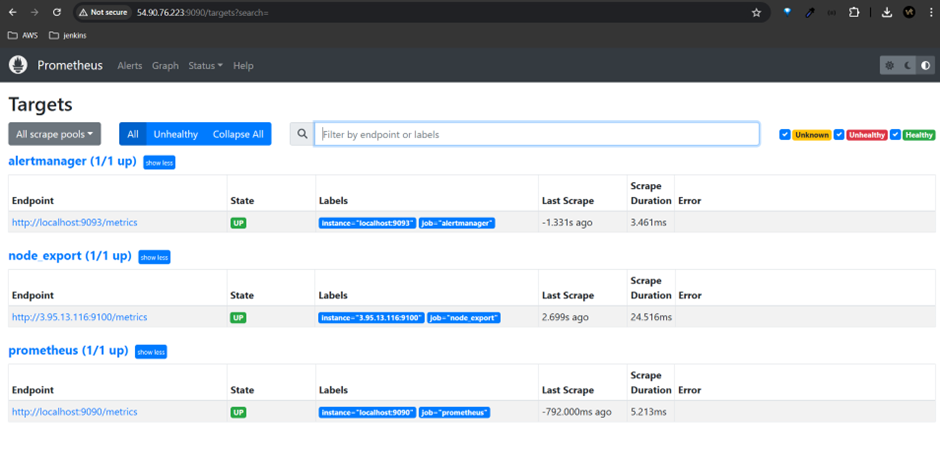 Not secure 54.90.76.223:9090/targets?search=
AWS jenkins
Prometheus Alerts Graph Status Help
Targets
All scrape pools All Unhealthy Collapse All Filter by endpoint or labels Unknown Unhealthy Healthy
alertmanager (1/1 up) show less
Endpoint State Labels Last Scrape Scrape Duration Error
http://localhost:9093/metrics UP instance="localhost:9093" job="alertmanager" -1.331s ago 3.461ms
node_export (1/1 up) show less
Endpoint State Labels Last Scrape Scrape Duration Error
http://3.95.13.116:9100/metrics UP instance="3.95.13.116:9100" job="node_export" 2.699s ago 24.516ms
prometheus (1/1 up) show less
Endpoint State Labels Last Scrape Scrape Duration Error
http://localhost:9090/metrics UP instance="localhost:9090" job="prometheus" -792.000ms ago 5.213ms